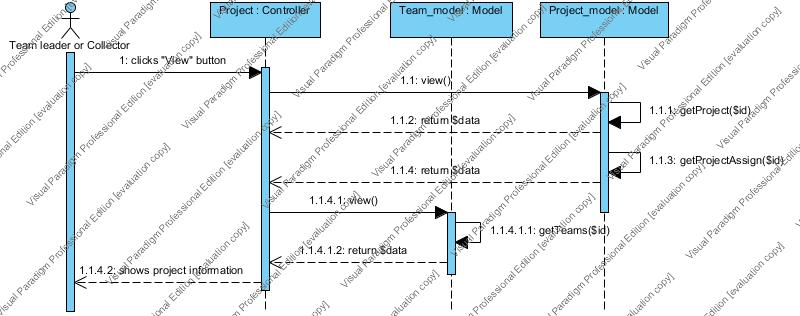 Project : Controller
Team_model : Model
Project_model : Model
Team leader or Collector
1: clicks "View" button
1.1: view()
1.1.1: getProject($id)
1.1.2: return $data
1.1.3: getProjectAssign($id)
1.1.4: return $data
1.1.4.1: view()
1.1.4.1.1: getTeams($id)
1.1.4.1.2: return $data
1.1.4.2: shows project information
Visual Paradigm Professional Edition [evaluation copy]